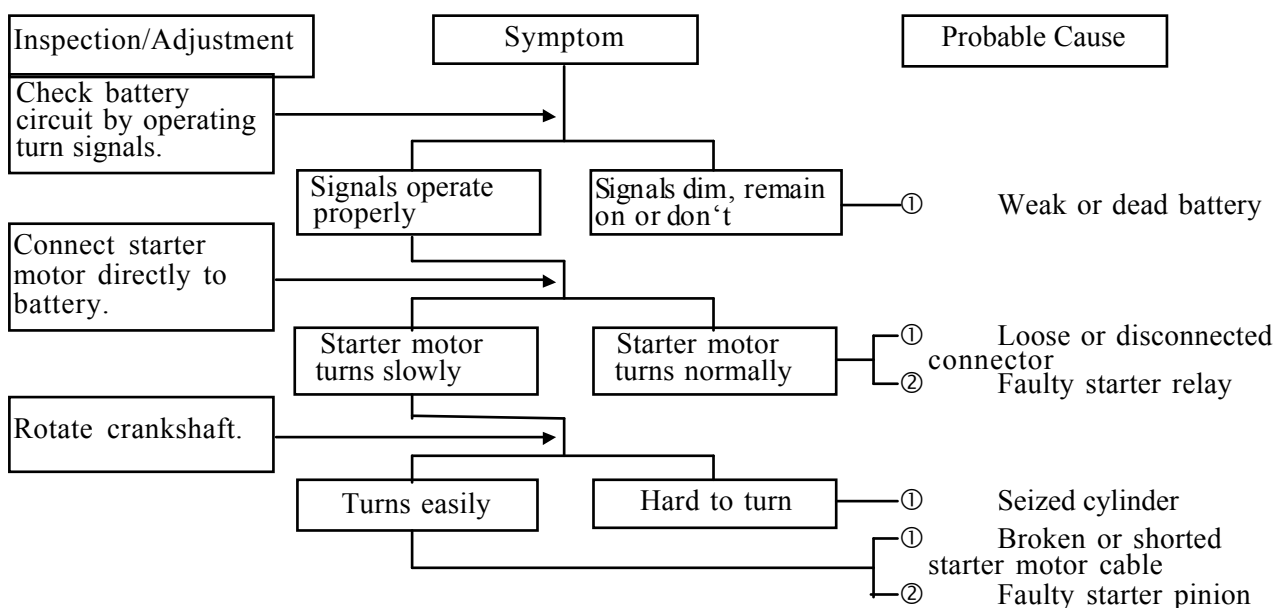 Inspection/Adjustment
Symptom
Probable Cause
Check battery
circuit by operating
turn signals.
Signals operate
properly
Signals dim, remain
on or don‘t
① Weak or dead battery
Connect starter
motor directly to
battery.
Starter motor
turns slowly
Starter motor
turns normally
① Loose or disconnected
connector
② Faulty starter relay
Rotate crankshaft.
Turns easily
Hard to turn
① Seized cylinder
① Broken or shorted
starter motor cable
② Faulty starter pinion